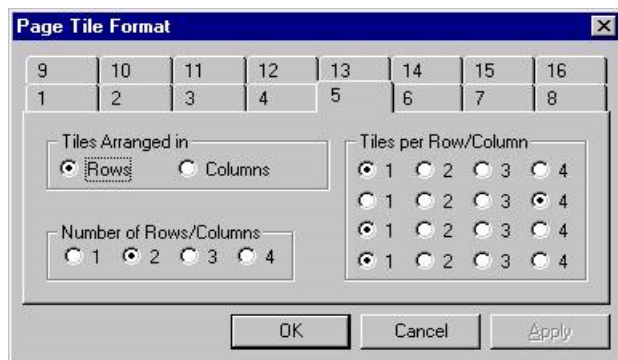 Page Tile Format
9 10 11 12 13 14 15 16
1 2 3 4 5 6 7 8
Tiles Arranged in
Rows Columns
Number of Rows/Columns
1 2 3 4
Tiles per Row/Column
1 2 3 4
1 2 3 4
1 2 3 4
1 2 3 4
OK Cancel Apply